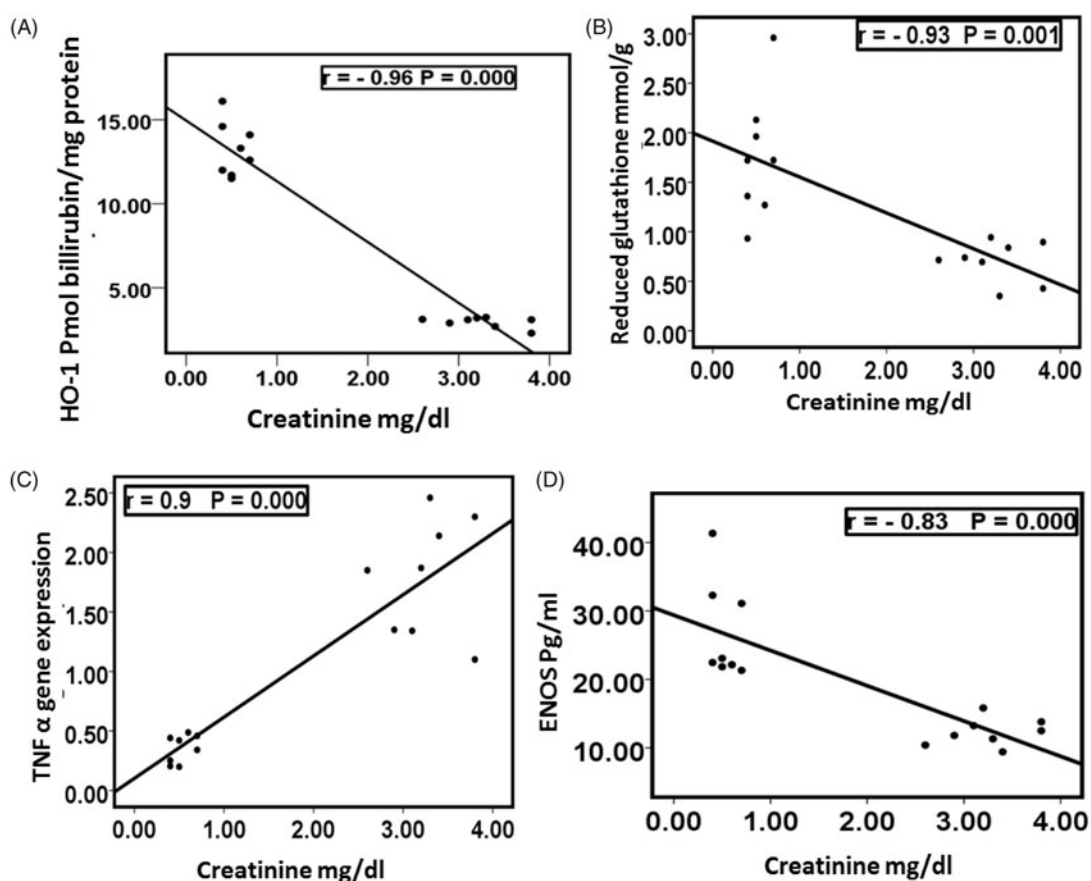 (A)
HO-1 Pmol billirubin/mg protein
r = - 0.96 P = 0.000
15.00
10.00
5.00
0.00 1.00 2.00 3.00 4.00
Creatinine mg/dl
(B)
Reduced glutathione mmol/g
r = - 0.93 P = 0.001
3.00
2.50
2.00
1.50
1.00
0.50
0.00
0.00 1.00 2.00 3.00 4.00
Creatinine mg/dl
(C)
TNF α gene expression
r = 0.9 P = 0.000
2.50
2.00
1.50
1.00
0.50
0.00
0.00 1.00 2.00 3.00 4.00
Creatinine mg/dl
(D)
ENOS Pg/ml
r = - 0.83 P = 0.000
40.00
30.00
20.00
10.00
0.00 1.00 2.00 3.00 4.00
Creatinine mg/dl